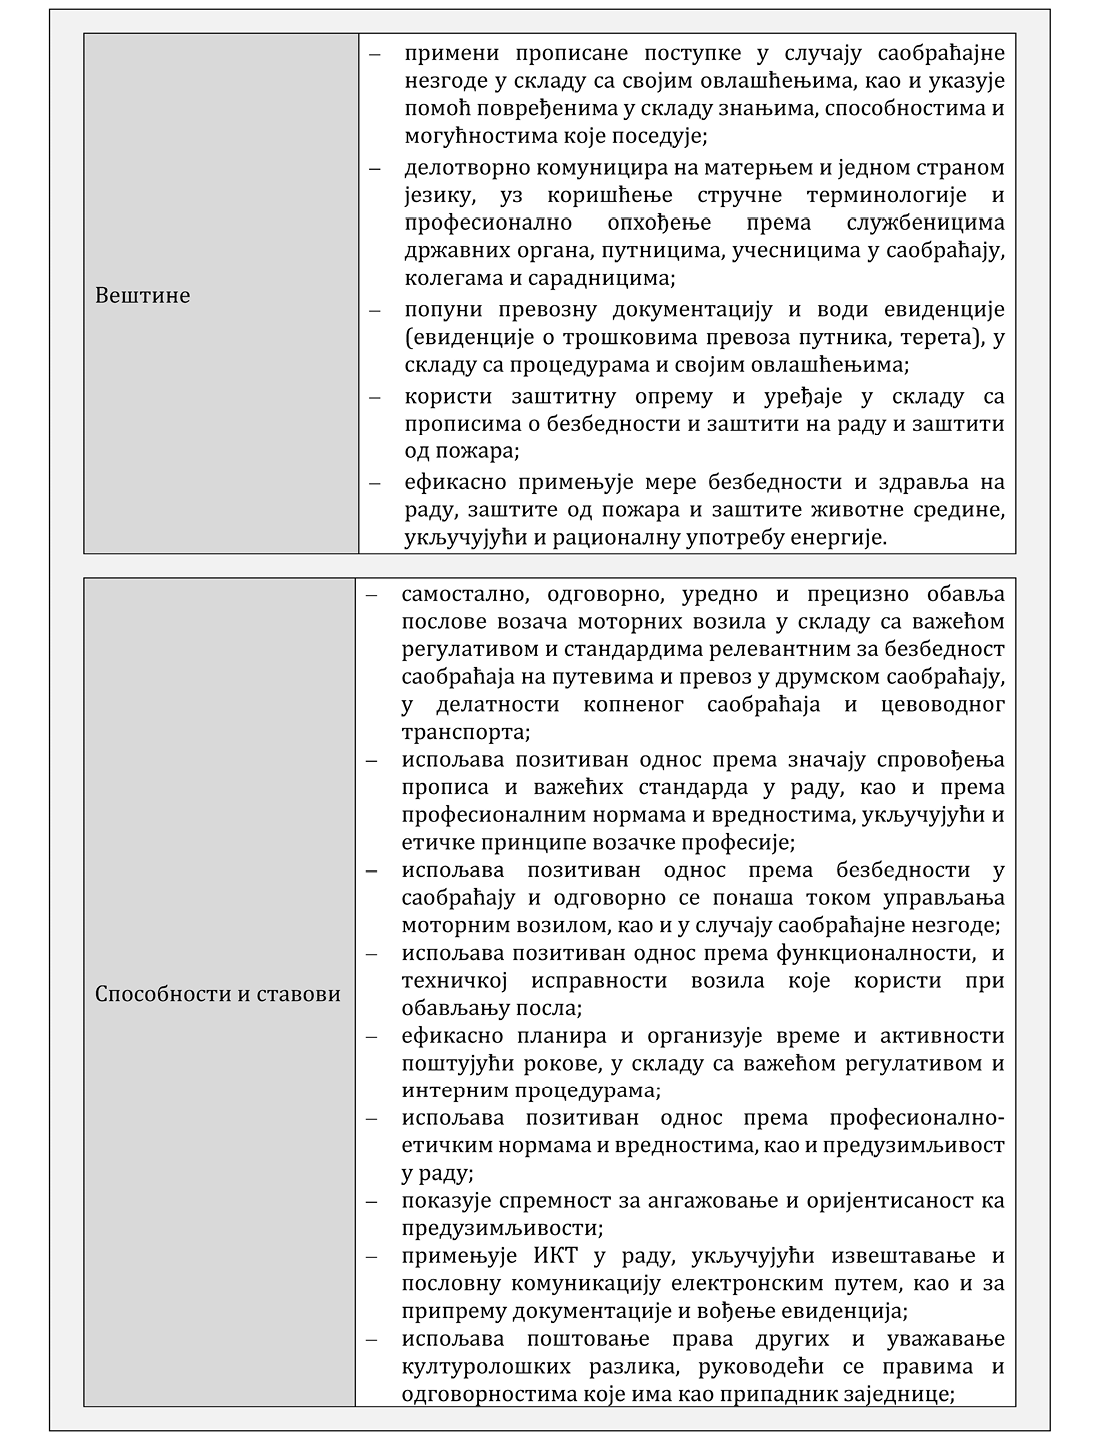 Вештине
– примени прописане поступке у случају саобраћајне
незгоде у складу са својим овлашћењима, као и указује
помоћ повређенима у складу знањима, способностима и
могућностима које поседује;
– делотворно комуницира на матерњем и једном страном
језику, уз коришћење стручне терминологије и
професионално опхођење према службеницима
државних органа, путницима, учесницима у саобраћају,
колегама и сарадницима;
– попуни превозну документацију и води евиденције
(евиденције о трошковима превоза путника, терета), у
складу са процедурама и својим овлашћењима;
– користи заштитну опрему и уређаје у складу са
прописима о безбедности и заштити на раду и заштити
од пожара;
– ефикасно примењује мере безбедности и здравља на
раду, заштите од пожара и заштите животне средине,
укључујући и рационалну употребу енергије.
Способности и ставови
– самостално, одговорно, уредно и прецизно обавља
послове возача моторних возила у складу са важећом
регулативом и стандардима релевантним за безбедност
саобраћаја на путевима и превоз у друмском саобраћају,
у делатности копненог саобраћаја и цевоводног
транспорта;
– испољава позитиван однос према значају спровођења
прописа и важећих стандарда у раду, као и према
професионалним нормама и вредностима, укључујући и
етичке принципе возачке професије;
– испољава позитиван однос према безбедности у
саобраћају и одговорно се понаша током управљања
моторним возилом, као и у случају саобраћајне незгоде;
– испољава позитиван однос према функционалности, и
техничкој исправности возила које користи при
обављању посла;
– ефикасно планира и организује време и активности
поштујући рокове, у складу са важећом регулативом и
интерним процедурама;
– испољава позитиван однос према професионално-
етичким нормама и вредностима, као и предузимљивост
у раду;
– показује спремност за ангажовање и оријентисаност ка
предузимљивости;
– примењује ИКТ у раду, укључујући извештавање и
пословну комуникацију електронским путем, као и за
припрему документације и вођење евиденција;
– испољава поштовање права других и уважавање
културолошких разлика, руководећи се правима и
одговорностима које има као припадник заједнице;